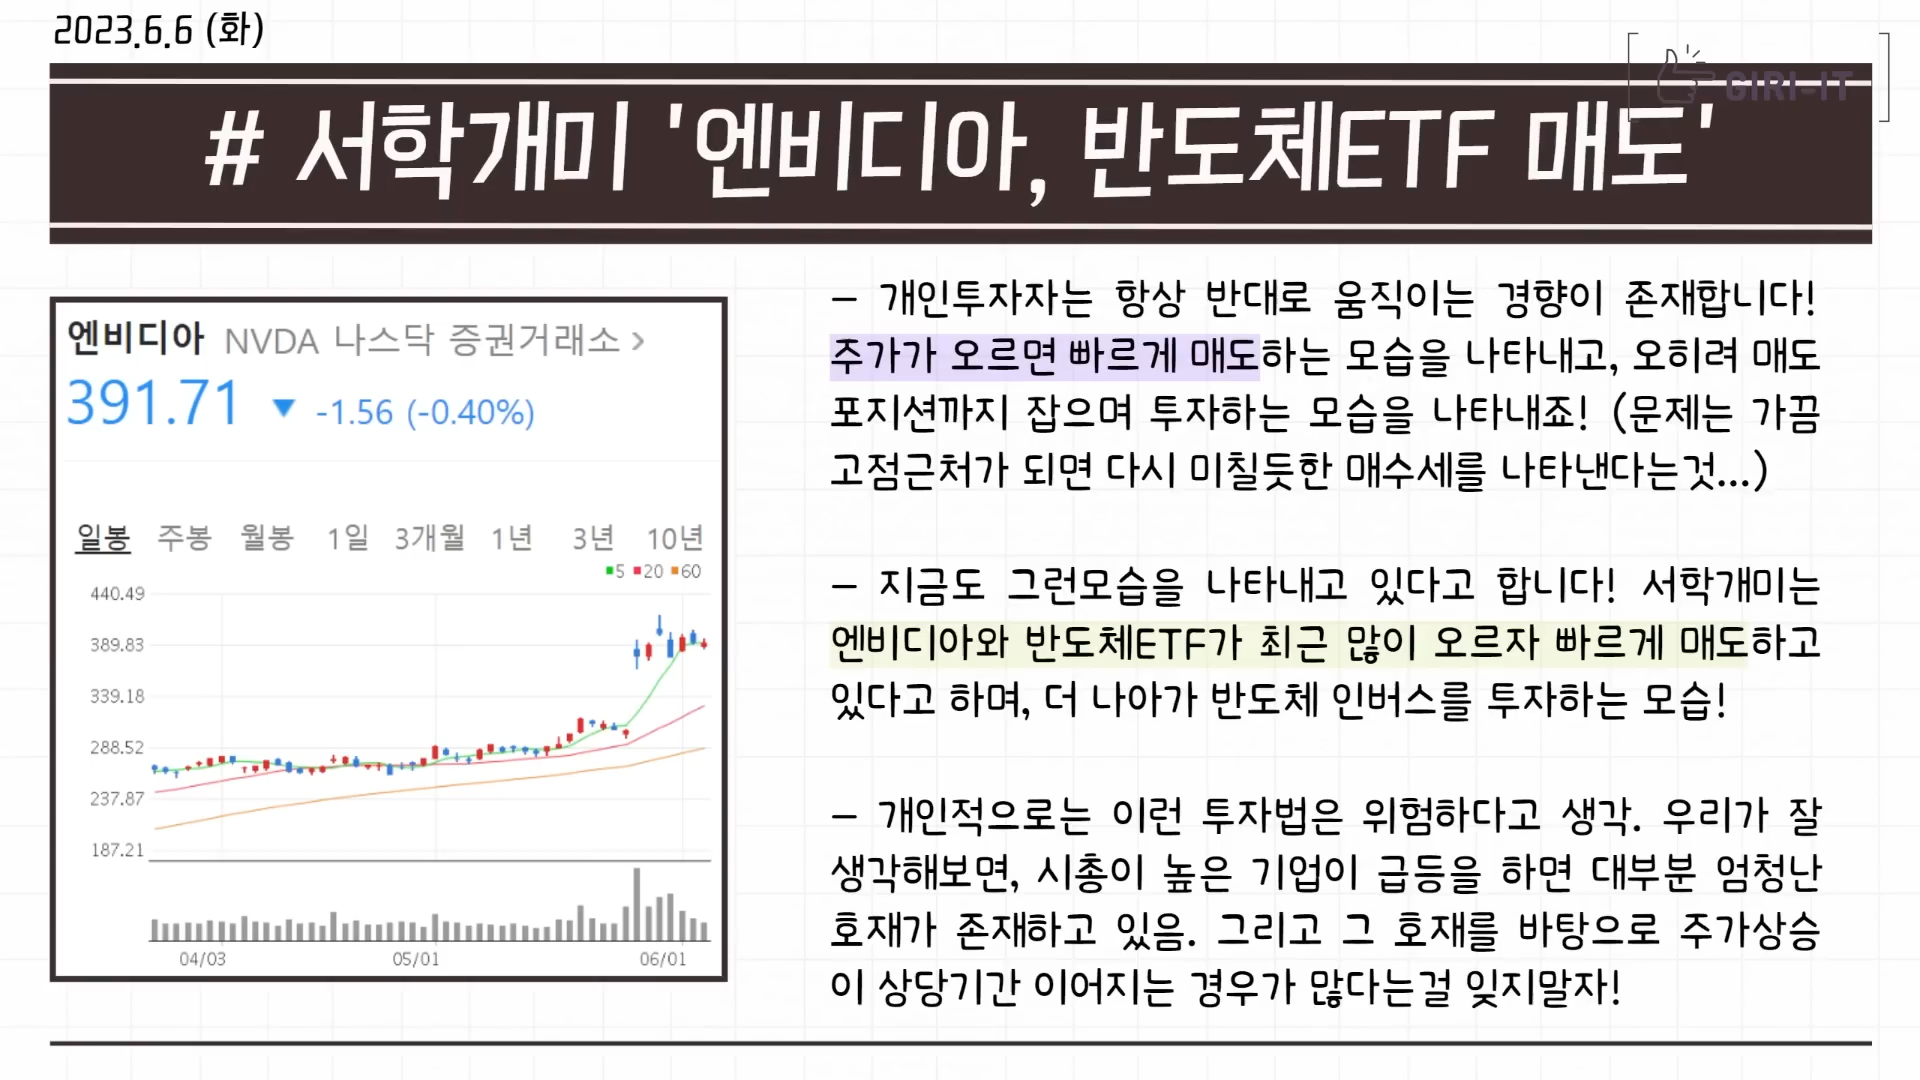 2023.6.6 (화)
GIRI-IT
# 서학개미 '엔비디아, 반도체ETF 매도'
엔비디아 NVDA 나스닥 증권거래소 >
391.71 ▼ -1.56 (-0.40%)
일봉 주봉 월봉 1일 3개월 1년 3년 10년
5 20 60
440.49
389.83
339.18
288.52
237.87
187.21
04/03 05/01 06/01
- 개인투자자는 항상 반대로 움직이는 경향이 존재합니다!
주가가 오르면 빠르게 매도하는 모습을 나타내고, 오히려 매도
포지션까지 잡으며 투자하는 모습을 나타내죠! (문제는 가끔
고점근처가 되면 다시 미칠듯한 매수세를 나타낸다는것...)
- 지금도 그런모습을 나타내고 있다고 합니다! 서학개미는
엔비디아와 반도체ETF가 최근 많이 오르자 빠르게 매도하고
있다고 하며, 더 나아가 반도체 인버스를 투자하는 모습!
- 개인적으로는 이런 투자법은 위험하다고 생각. 우리가 잘
생각해보면, 시총이 높은 기업이 급등을 하면 대부분 엄청난
호재가 존재하고 있음. 그리고 그 호재를 바탕으로 주가상승
이 상당기간 이어지는 경우가 많다는걸 잊지말자!